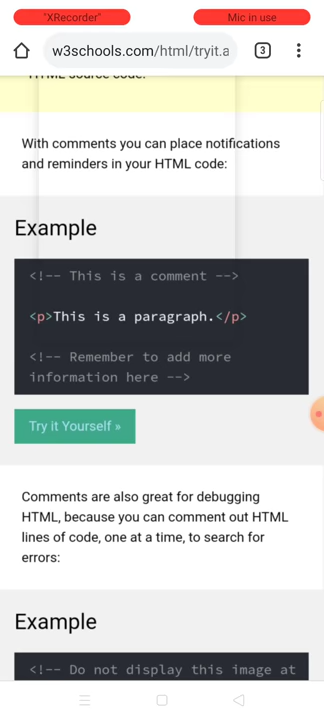 "XRecorder"
Mic in use
w3schools.com/html/tryit.a
3
HTML source code.
With comments you can place notifications
and reminders in your HTML code:
Example
<!-- This is a comment -->
<p>This is a paragraph.</p>
<!-- Remember to add more
information here -->
Try it Yourself »
Comments are also great for debugging
HTML, because you can comment out HTML
lines of code, one at a time, to search for
errors:
Example
<!-- Do not display this image at